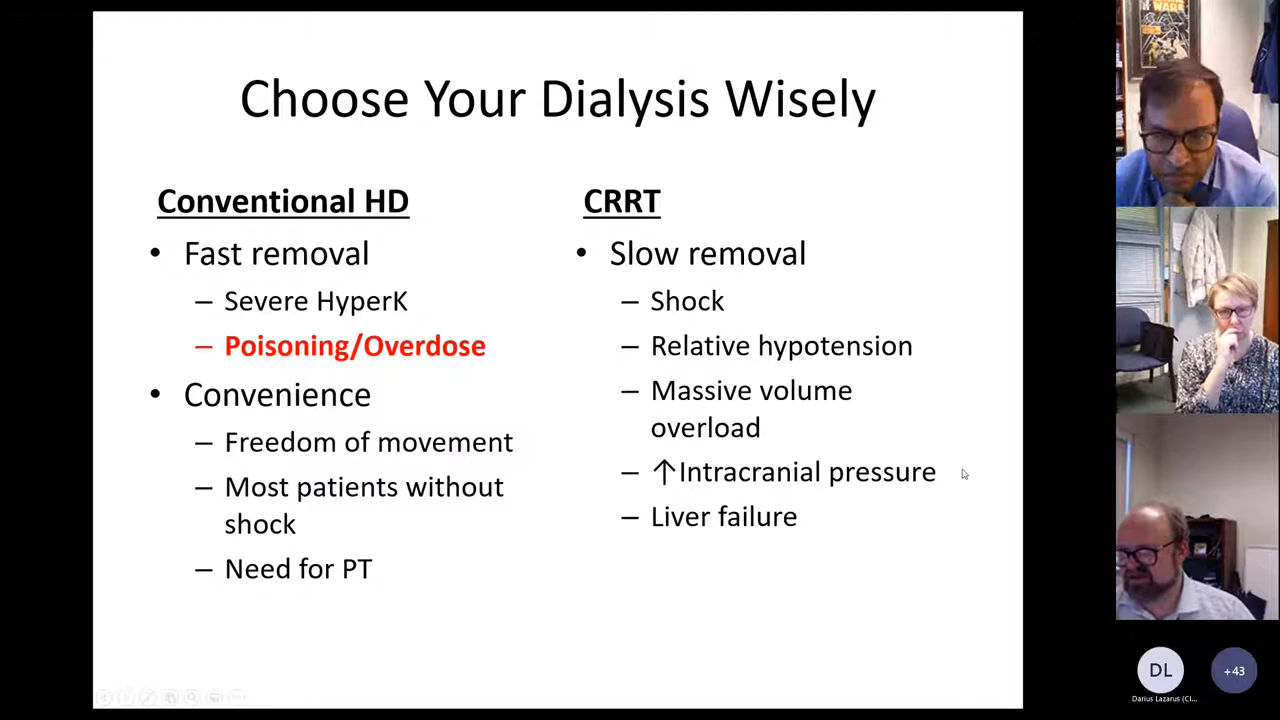 Choose Your Dialysis Wisely
Conventional HD
• Fast removal
– Severe HyperK
– Poisoning/Overdose
• Convenience
– Freedom of movement
– Most patients without
shock
– Need for PT
CRRT
• Slow removal
– Shock
– Relative hypotension
– Massive volume
overload
– ↑Intracranial pressure
– Liver failure
WARS
DL
+43
Darius Lazarus (Cl...